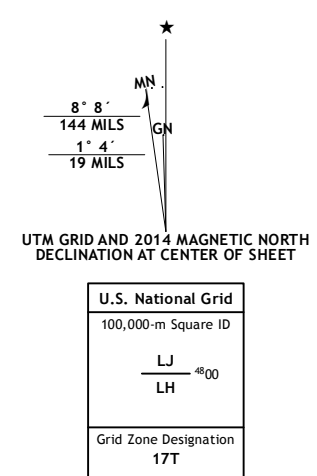 ★
MN
8° 8´
144 MILS
GN
1° 4´
19 MILS
UTM GRID AND 2014 MAGNETIC NORTH
DECLINATION AT CENTER OF SHEET
U.S. National Grid
100,000-m Square ID
LJ
⁴⁸00
LH
Grid Zone Designation
17T